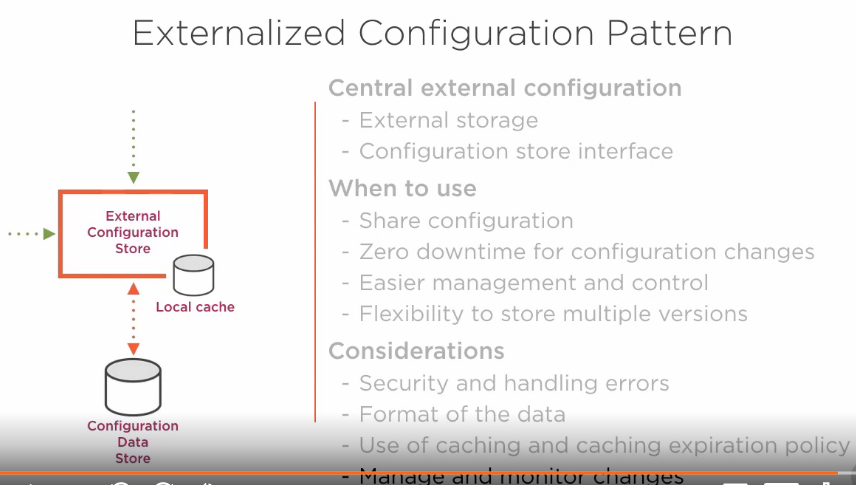 Externalized Configuration Pattern
Central external configuration
- External storage
- Configuration store interface
When to use
- Share configuration
- Zero downtime for configuration changes
- Easier management and control
- Flexibility to store multiple versions
Considerations
- Security and handling errors
- Format of the data
- Use of caching and caching expiration policy
- Manage and monitor changes
External
Configuration
Store
Local cache
Configuration
Data
Store